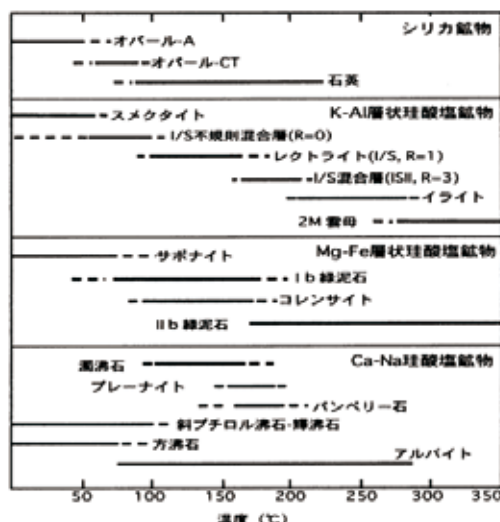 シリカ鉱物
オパール-A
オパール-CT
石英
K-Al層状珪酸塩鉱物
スメクタイト
I/S不規則混合層(R=0)
レクトライト(I/S, R=1)
I/S混合層(ISII, R=3)
イライト
2M 雲母
Mg-Fe層状珪酸塩鉱物
サポナイト
Ⅰb 緑泥石
コレンサイト
IIb 緑泥石
Ca-Na珪酸塩鉱物
濁沸石
プレーナイト
パンペリー石
斜プチロル沸石-輝沸石
方沸石
アルバイト
50 100 150 200 250 300 350
温度 (℃)